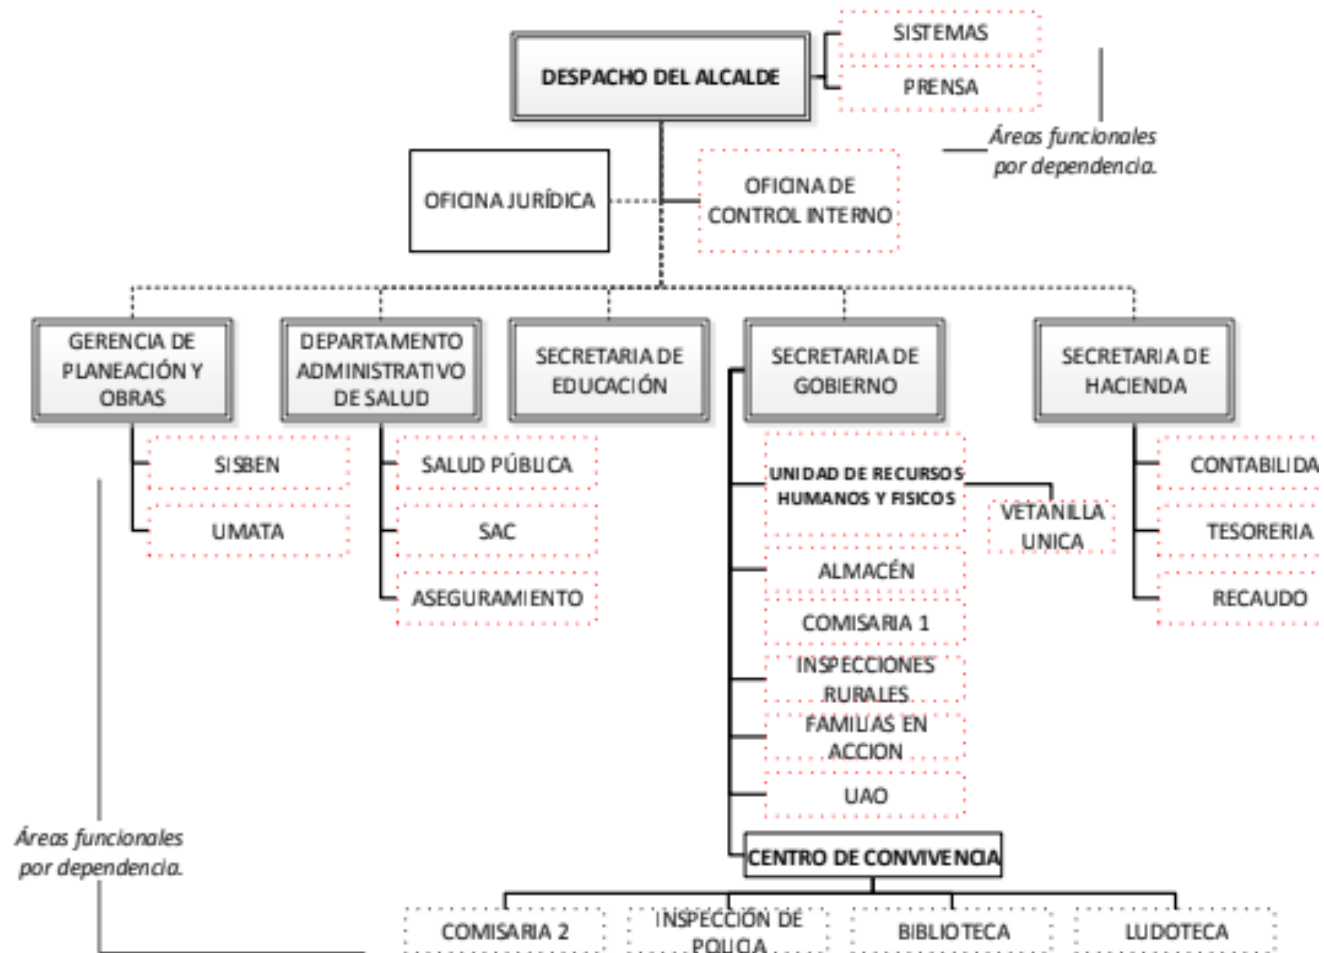 SISTEMAS
DESPACHO DEL ALCALDE
PRENSA
Áreas funcionales
por dependencia.
OFICINA JURÍDICA
OFICINA DE
CONTROL INTERNO
GERENCIA DE
PLANEACIÓN Y
OBRAS
DEPARTAMENTO
ADMINISTRATIVO
DE SALUD
SECRETARIA DE
EDUCACIÓN
SECRETARIA DE
GOBIERNO
SECRETARIA DE
HACIENDA
SISBEN
UMATA
SALUD PÚBLICA
SAC
ASEGURAMIENTO
UNIDAD DE RECURSOS
HUMANOS Y FISICOS
VETANILLA
UNICA
ALMACÉN
COMISARIA 1
INSPECCIONES
RURALES
FAMILIAS EN
ACCION
UAO
CONTABILIDA
TESORERIA
RECAUDO
CENTRO DE CONVIVENCIA
Áreas funcionales
por dependencia.
COMISARIA 2
INSPECCIÓN DE
POLICIA
BIBLIOTECA
LUDOTECA